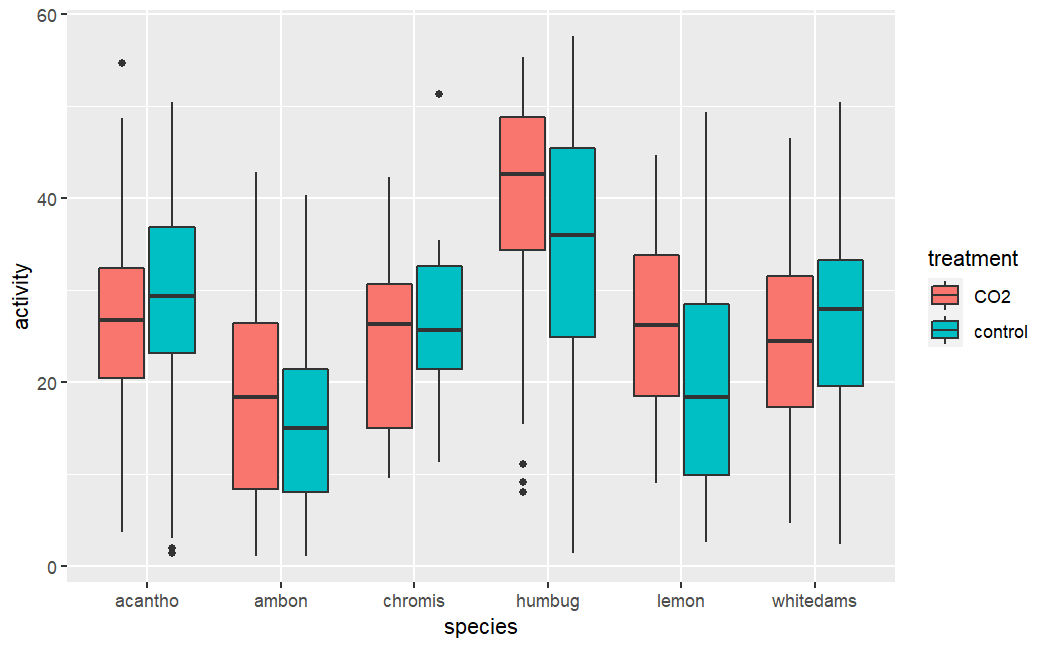 activity
60
40
20
0
acantho ambon chromis humbug lemon whitedams
species
treatment
CO2
control